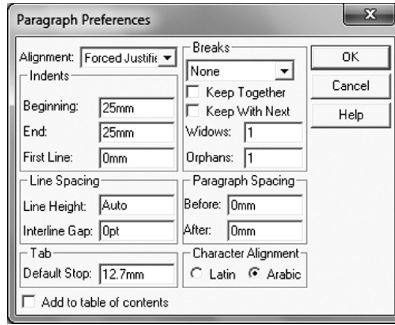 Paragraph Preferences
x
Alignment: Forced Justifie
Indents
Beginning: 25mm
End: 25mm
First Line: 0mm
Line Spacing
Line Height: Auto
Interline Gap: 0pt
Tab
Default Stop: 12.7mm
Add to table of contents
Breaks
None
Keep Together
Keep With Next
Widows: 1
Orphans: 1
Paragraph Spacing
Before: 0mm
After: 0mm
Character Alignment
Latin Arabic
OK
Cancel
Help